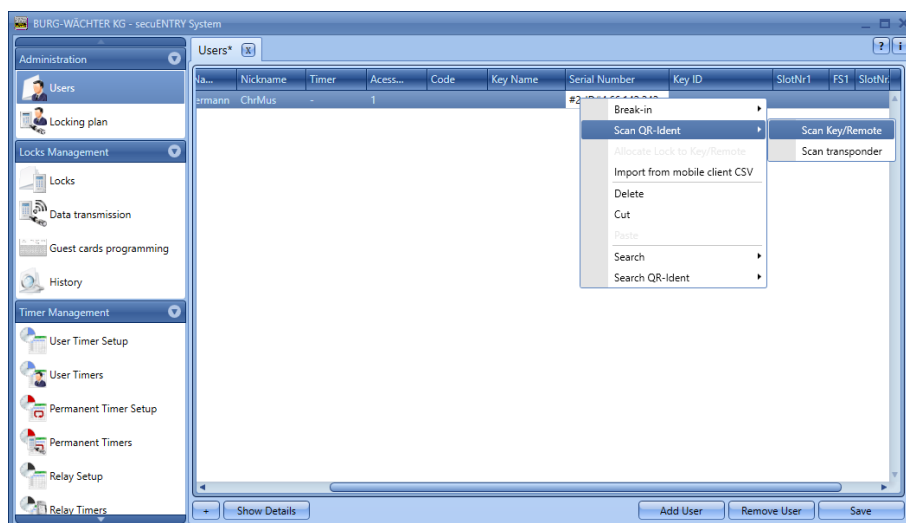 BURG-WÄCHTER KG - secuENTRY System
Administration
Users
Locking plan
Locks Management
Locks
Data transmission
Guest cards programming
History
Timer Management
User Timer Setup
User Timers
Permanent Timer Setup
Permanent Timers
Relay Setup
Relay Timers
Users* x
? i
Na... Nickname Timer Acess... Code Key Name Serial Number Key ID SlotNr1 FS1 SlotNr
ermann ChrMus - 1
Break-in
Scan QR-Ident
Allocate Lock to Key/Remote
Import from mobile client CSV
Delete
Cut
Paste
Search
Search QR-Ident
Scan Key/Remote
Scan transponder
+ Show Details Add User Remove User Save